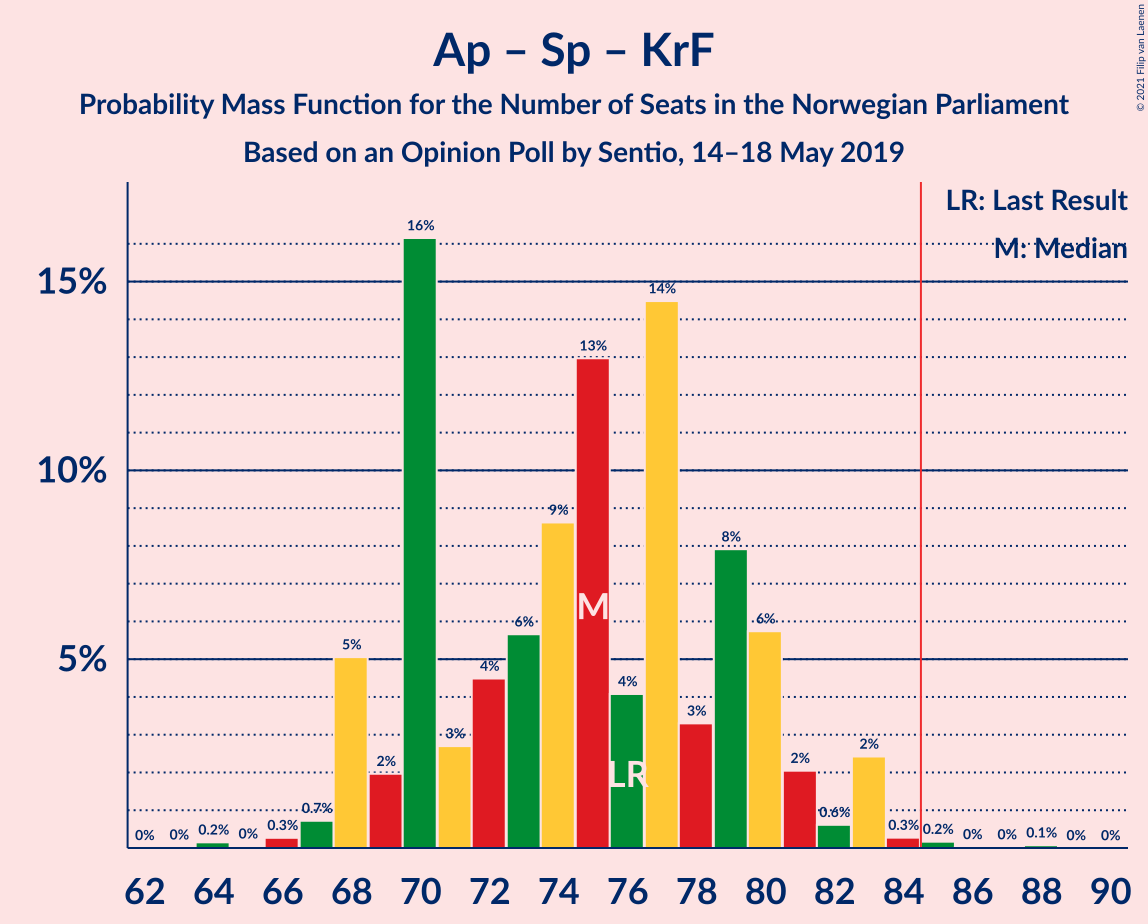 Ap – Sp – KrF
Probability Mass Function for the Number of Seats in the Norwegian Parliament
Based on an Opinion Poll by Sentio, 14–18 May 2019
© 2021 Filip van Laenen
LR: Last Result
M: Median
15%
10%
5%
0% 0% 0.2% 0% 0.3% 0.7% 5% 2% 16% 3% 4% 6% 9% 13% 4% 14% 3% 8% 6% 2% 0.6% 2% 0.3% 0.2% 0% 0% 0.1% 0% 0%
M
LR
62 64 66 68 70 72 74 76 78 80 82 84 86 88 90